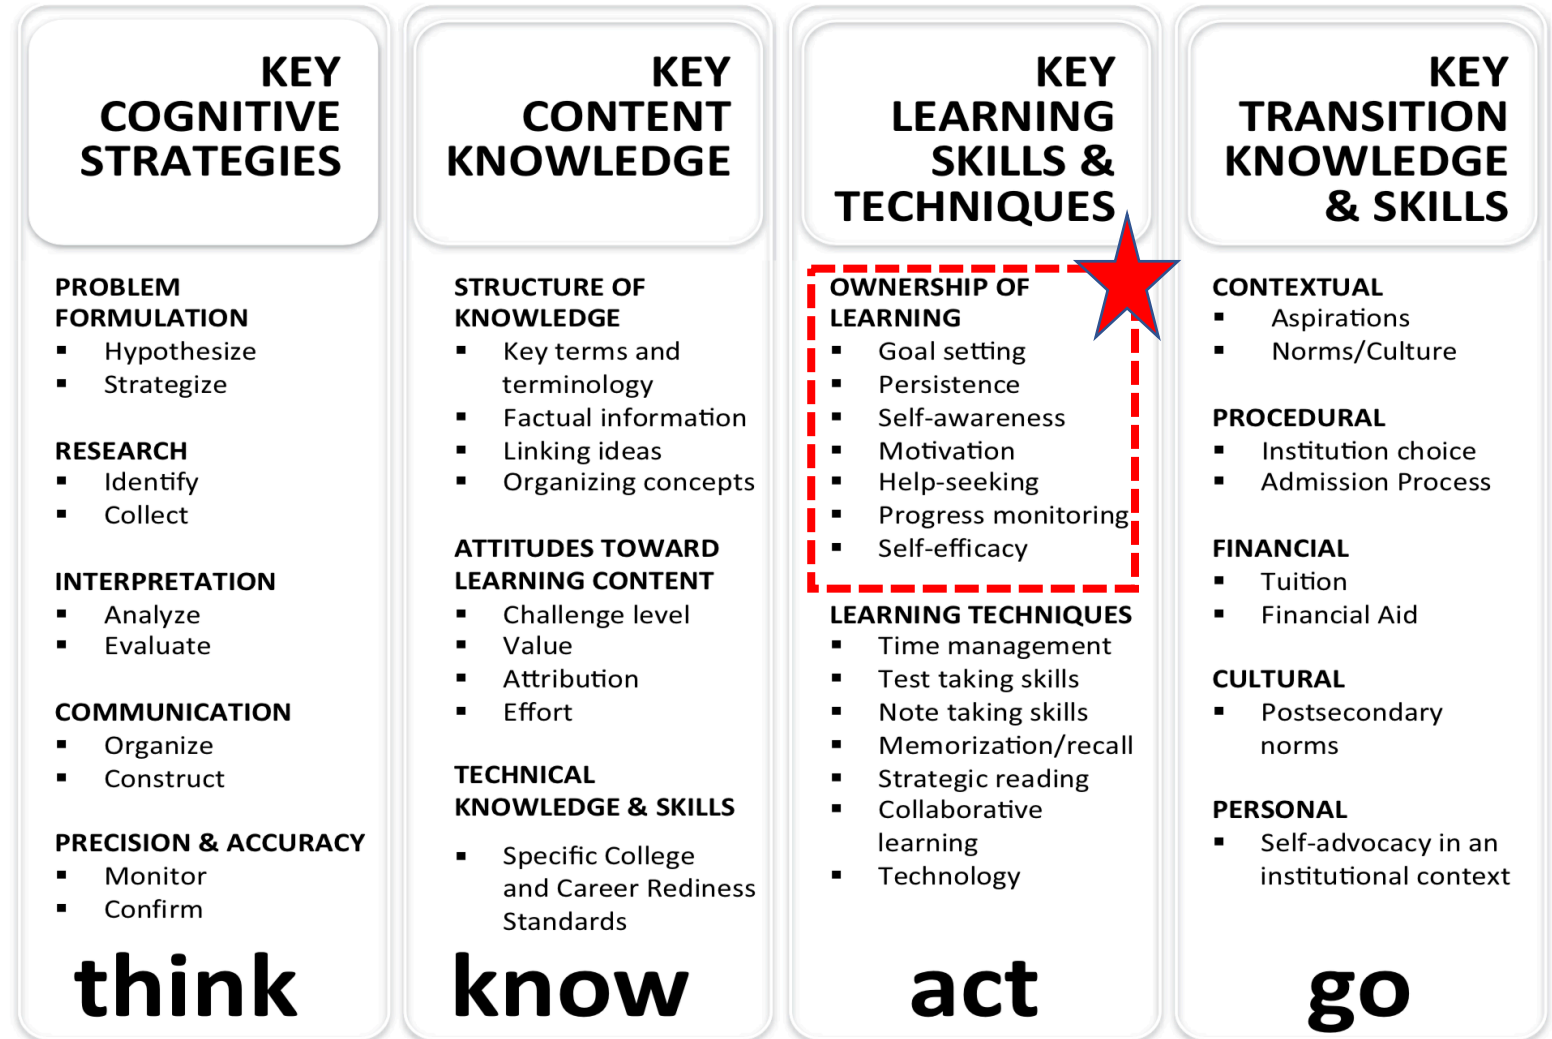 KEY
COGNITIVE
STRATEGIES
PROBLEM
FORMULATION
▪ Hypothesize
▪ Strategize
RESEARCH
▪ Identify
▪ Collect
INTERPRETATION
▪ Analyze
▪ Evaluate
COMMUNICATION
▪ Organize
▪ Construct
PRECISION & ACCURACY
▪ Monitor
▪ Confirm
think
KEY
CONTENT
KNOWLEDGE
STRUCTURE OF
KNOWLEDGE
▪ Key terms and
terminology
▪ Factual information
▪ Linking ideas
▪ Organizing concepts
ATTITUDES TOWARD
LEARNING CONTENT
▪ Challenge level
▪ Value
▪ Attribution
▪ Effort
TECHNICAL
KNOWLEDGE & SKILLS
▪ Specific College
and Career Rediness
Standards
know
KEY
LEARNING
SKILLS &
TECHNIQUES
OWNERSHIP OF
LEARNING
▪ Goal setting
▪ Persistence
▪ Self-awareness
▪ Motivation
▪ Help-seeking
▪ Progress monitoring
▪ Self-efficacy
LEARNING TECHNIQUES
▪ Time management
▪ Test taking skills
▪ Note taking skills
▪ Memorization/recall
▪ Strategic reading
▪ Collaborative
learning
▪ Technology
act
KEY
TRANSITION
KNOWLEDGE
& SKILLS
CONTEXTUAL
▪ Aspirations
▪ Norms/Culture
PROCEDURAL
▪ Institution choice
▪ Admission Process
FINANCIAL
▪ Tuition
▪ Financial Aid
CULTURAL
▪ Postsecondary
norms
PERSONAL
▪ Self-advocacy in an
institutional context
go